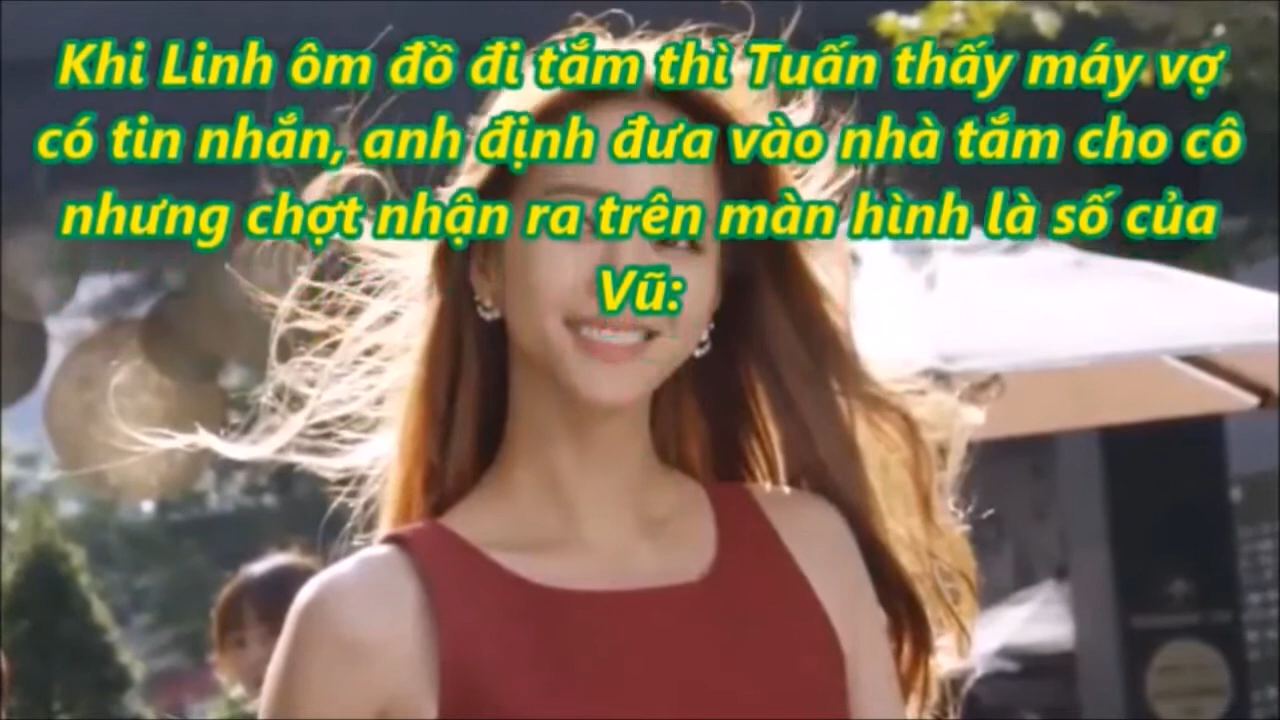 Khi Linh ôm đồ đi tắm thì Tuấn thấy máy vợ
có tin nhắn, anh định đưa vào nhà tắm cho cô
nhưng chợt nhận ra trên màn hình là số của
Vũ: